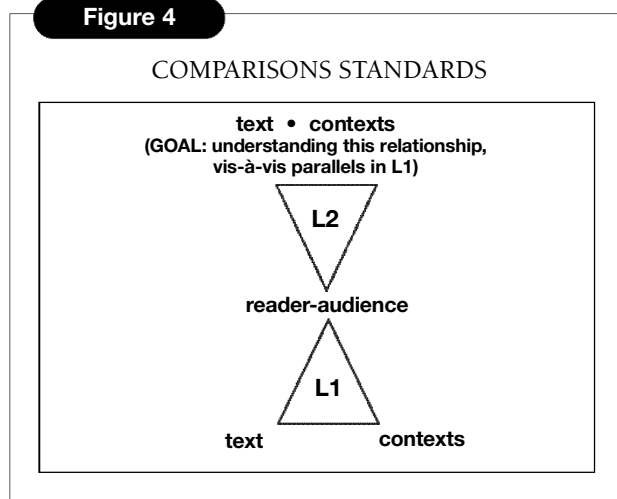 Figure 4
COMPARISONS STANDARDS
text • contexts
(GOAL: understanding this relationship,
vis-à-vis parallels in L1)
L2
reader-audience
L1
text contexts